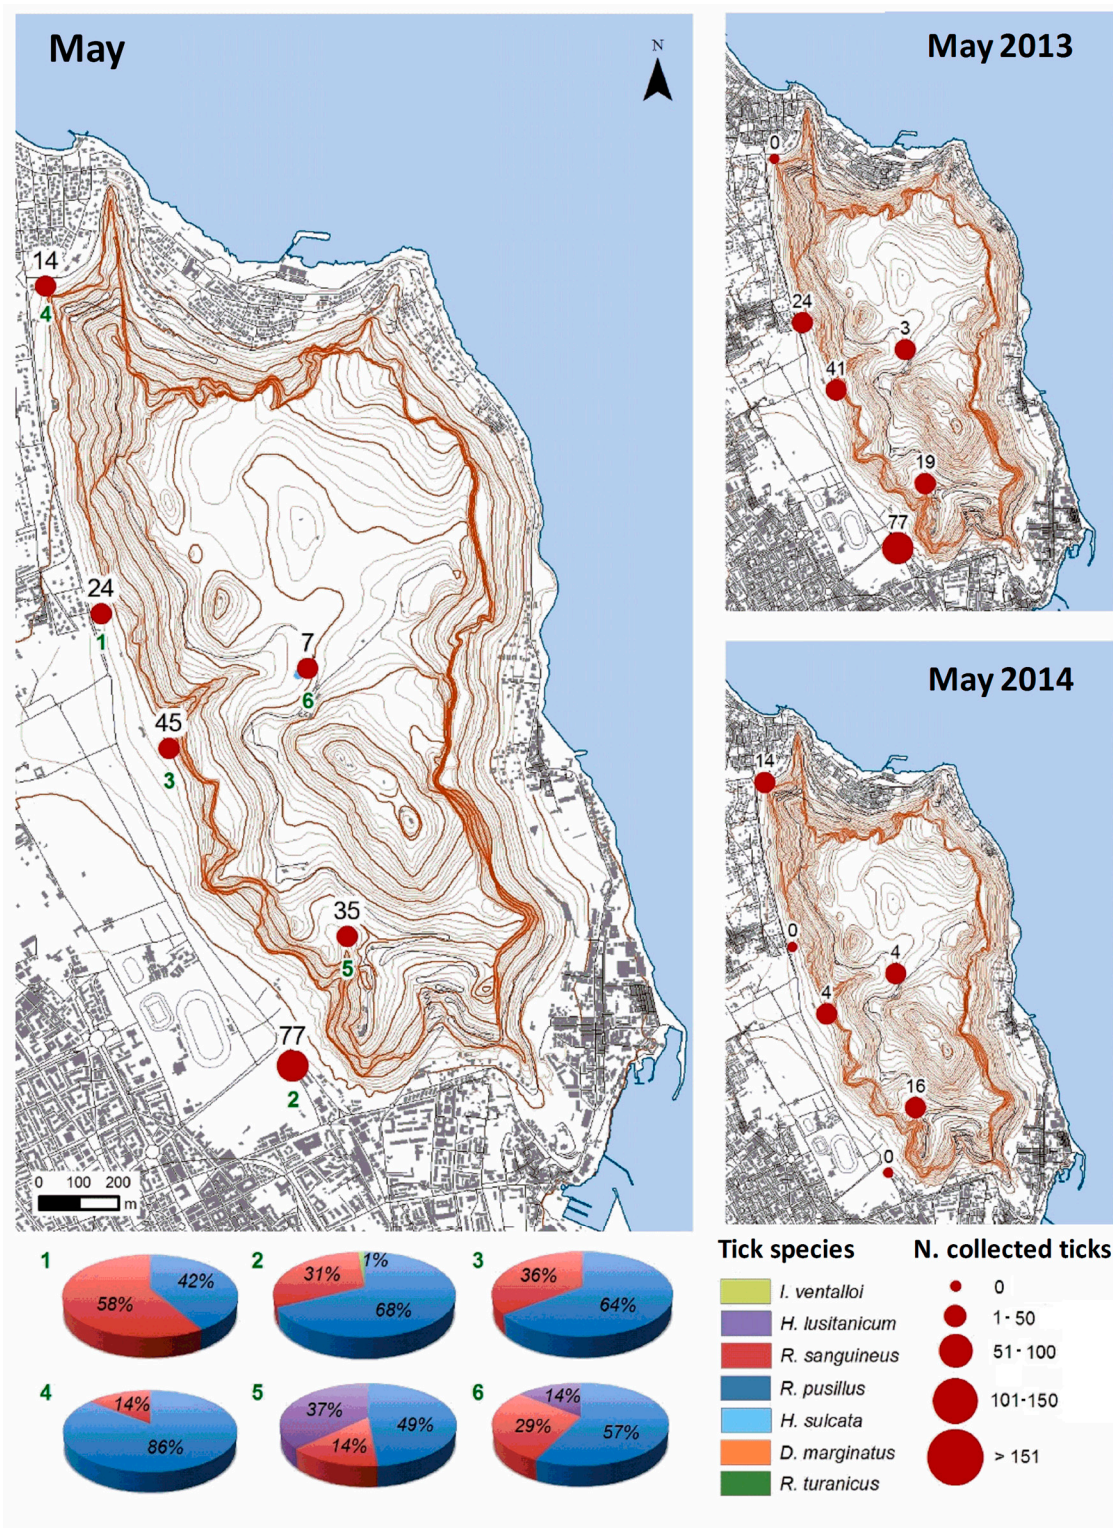 May
N
14
4
24
1
7
6
45
3
35
5
77
2
0 100 200
m
May 2013
0
24
3
41
19
77
May 2014
14
0
4
4
16
0
1
58%
42%
2
31%
1%
68%
3
36%
64%
4
14%
86%
5
37%
14%
49%
6
14%
29%
57%
Tick species
I. ventalloi
H. lusitanicum
R. sanguineus
R. pusillus
H. sulcata
D. marginatus
R. turanicus
N. collected ticks
0
1 - 50
51 - 100
101-150
> 151